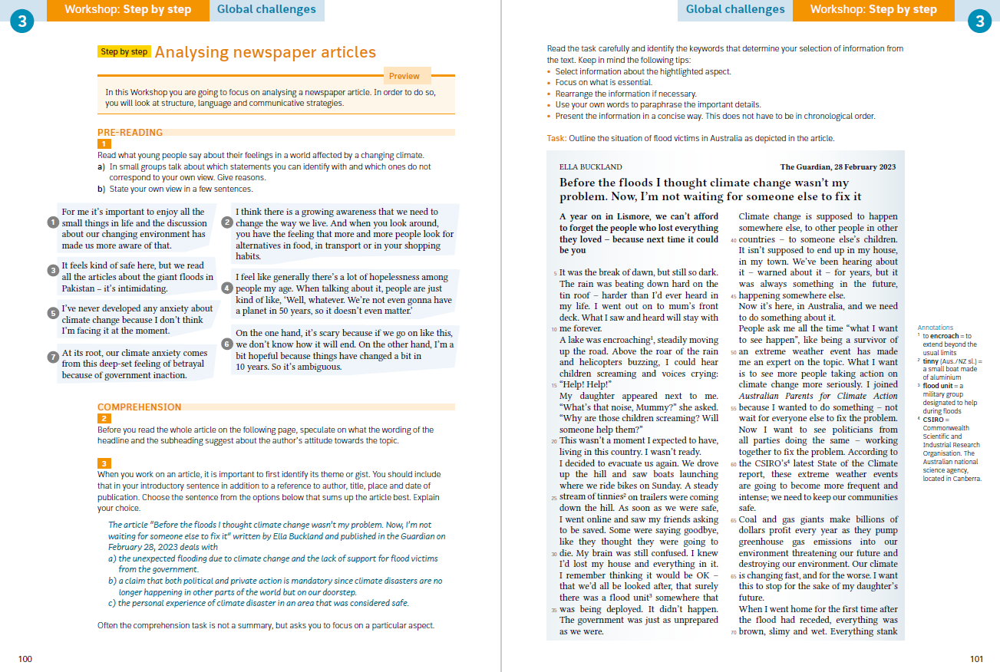 3
Workshop: Step by step
Global challenges
Step by step Analysing newspaper articles
Preview
In this Workshop you are going to focus on analysing a newspaper article. In order to do so,
you will look at structure, language and communicative strategies.
PRE-READING
1
Read what young people say about their feelings in a world affected by a changing climate.
a) In small groups talk about which statements you can identify with and which ones do not
correspond to your own view. Give reasons.
b) State your own view in a few sentences.
1
For me it's important to enjoy all the
small things in life and the discussion
about our changing environment has
made us more aware of that.
2
I think there is a growing awareness that we need to
change the way we live. And when you look around,
you have the feeling that more and more people look for
alternatives in food, in transport or in your shopping
habits.
3
It feels kind of safe here, but we read
all the articles about the giant floods in
Pakistan – it's intimidating.
4
I feel like generally there's a lot of hopelessness among
people my age. When talking about it, people are just
kind of like, 'Well, whatever. We're not even gonna have
a planet in 50 years, so it doesn't even matter.'
5
I've never developed any anxiety about
climate change because I don't think
I'm facing it at the moment.
6
On the one hand, it's scary because if we go on like this,
we don't know how it will end. On the other hand, I'm a
bit hopeful because things have changed a bit in
10 years. So it's ambiguous.
7
At its root, our climate anxiety comes
from this deep-set feeling of betrayal
because of government inaction.
COMPREHENSION
2
Before you read the whole article on the following page, speculate on what the wording of the
headline and the subheading suggest about the author's attitude towards the topic.
3
When you work on an article, it is important to first identify its theme or gist. You should include
that in your introductory sentence in addition to a reference to author, title, place and date of
publication. Choose the sentence from the options below that sums up the article best. Explain
your choice.
The article "Before the floods I thought climate change wasn't my problem. Now, I'm not
waiting for someone else to fix it" written by Ella Buckland and published in the Guardian on
February 28, 2023 deals with
a) the unexpected flooding due to climate change and the lack of support for flood victims
from the government.
b) a claim that both political and private action is mandatory since climate disasters are no
longer happening in other parts of the world but on our doorstep.
c) the personal experience of climate disaster in an area that was considered safe.
Often the comprehension task is not a summary, but asks you to focus on a particular aspect.
100
Global challenges
Workshop: Step by step
3
Read the task carefully and identify the keywords that determine your selection of information from
the text. Keep in mind the following tips:
• Select information about the hightlighted aspect.
• Focus on what is essential.
• Rearrange the information if necessary.
• Use your own words to paraphrase the important details.
• Present the information in a concise way. This does not have to be in chronological order.
Task: Outline the situation of flood victims in Australia as depicted in the article.
ELLA BUCKLAND
The Guardian, 28 February 2023
Before the floods I thought climate change wasn't my
problem. Now, I'm not waiting for someone else to fix it
A year on in Lismore, we can't afford
to forget the people who lost everything
they loved – because next time it could
be you
5 It was the break of dawn, but still so dark.
The rain was beating down hard on the
tin roof – harder than I'd ever heard in
my life. I went out on to mum's front
deck. What I saw and heard will stay with
10 me forever.
A lake was encroaching¹, steadily moving
up the road. Above the roar of the rain
and helicopters buzzing, I could hear
children screaming and voices crying:
15 "Help! Help!"
My daughter appeared next to me.
"What's that noise, Mummy?" she asked.
"Why are those children screaming? Will
someone help them?"
20 This wasn't a moment I expected to have,
living in this country. I wasn't ready.
I decided to evacuate us again. We drove
up the hill and saw boats launching
where we ride bikes on Sunday. A steady
25 stream of tinnies² on trailers were coming
down the hill. As soon as we were safe,
I went online and saw my friends asking
to be saved. Some were saying goodbye,
like they thought they were going to
30 die. My brain was still confused. I knew
I'd lost my house and everything in it.
I remember thinking it would be OK –
that we'd all be looked after, that surely
there was a flood unit³ somewhere that
35 was being deployed. It didn't happen.
The government was just as unprepared
as we were.
Climate change is supposed to happen
somewhere else, to other people in other
40 countries – to someone else's children.
It isn't supposed to end up in my house,
in my town. We've been hearing about
it – warned about it – for years, but it
was always something in the future,
45 happening somewhere else.
Now it's here, in Australia, and we need
to do something about it.
People ask me all the time "what I want
to see happen", like being a survivor of
50 an extreme weather event has made
me an expert on the topic. What I want
is to see more people taking action on
climate change more seriously. I joined
Australian Parents for Climate Action
55 because I wanted to do something – not
wait for everyone else to fix the problem.
Now I want to see politicians from
all parties doing the same – working
together to fix the problem. According to
60 the CSIRO's⁴ latest State of the Climate
report, these extreme weather events
are going to become more frequent and
intense; we need to keep our communities
safe.
65 Coal and gas giants make billions of
dollars profit every year as they pump
greenhouse gas emissions into our
environment threatening our future and
destroying our environment. Our climate
65 is changing fast, and for the worse. I want
this to stop for the sake of my daughter's
future.
When I went home for the first time after
the flood had receded, everything was
70 brown, slimy and wet. Everything stank
Annotations
¹ to encroach = to
extend beyond the
usual limits
² tinny (Aus./NZ sl.) =
a small boat made
of aluminium
³ flood unit = a
military group
designated to help
during floods
⁴ CSIRO =
Commonwealth
Scientific and
Industrial Research
Organisation. The
Australian national
science agency,
located in Canberra.
101